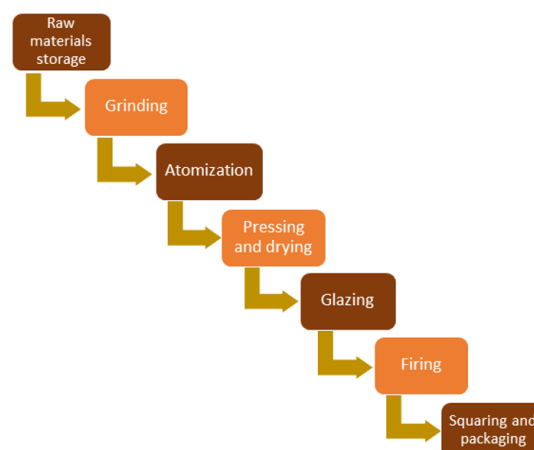 Raw
materials
storage
Grinding
Atomization
Pressing
and drying
Glazing
Firing
Squaring and
packaging